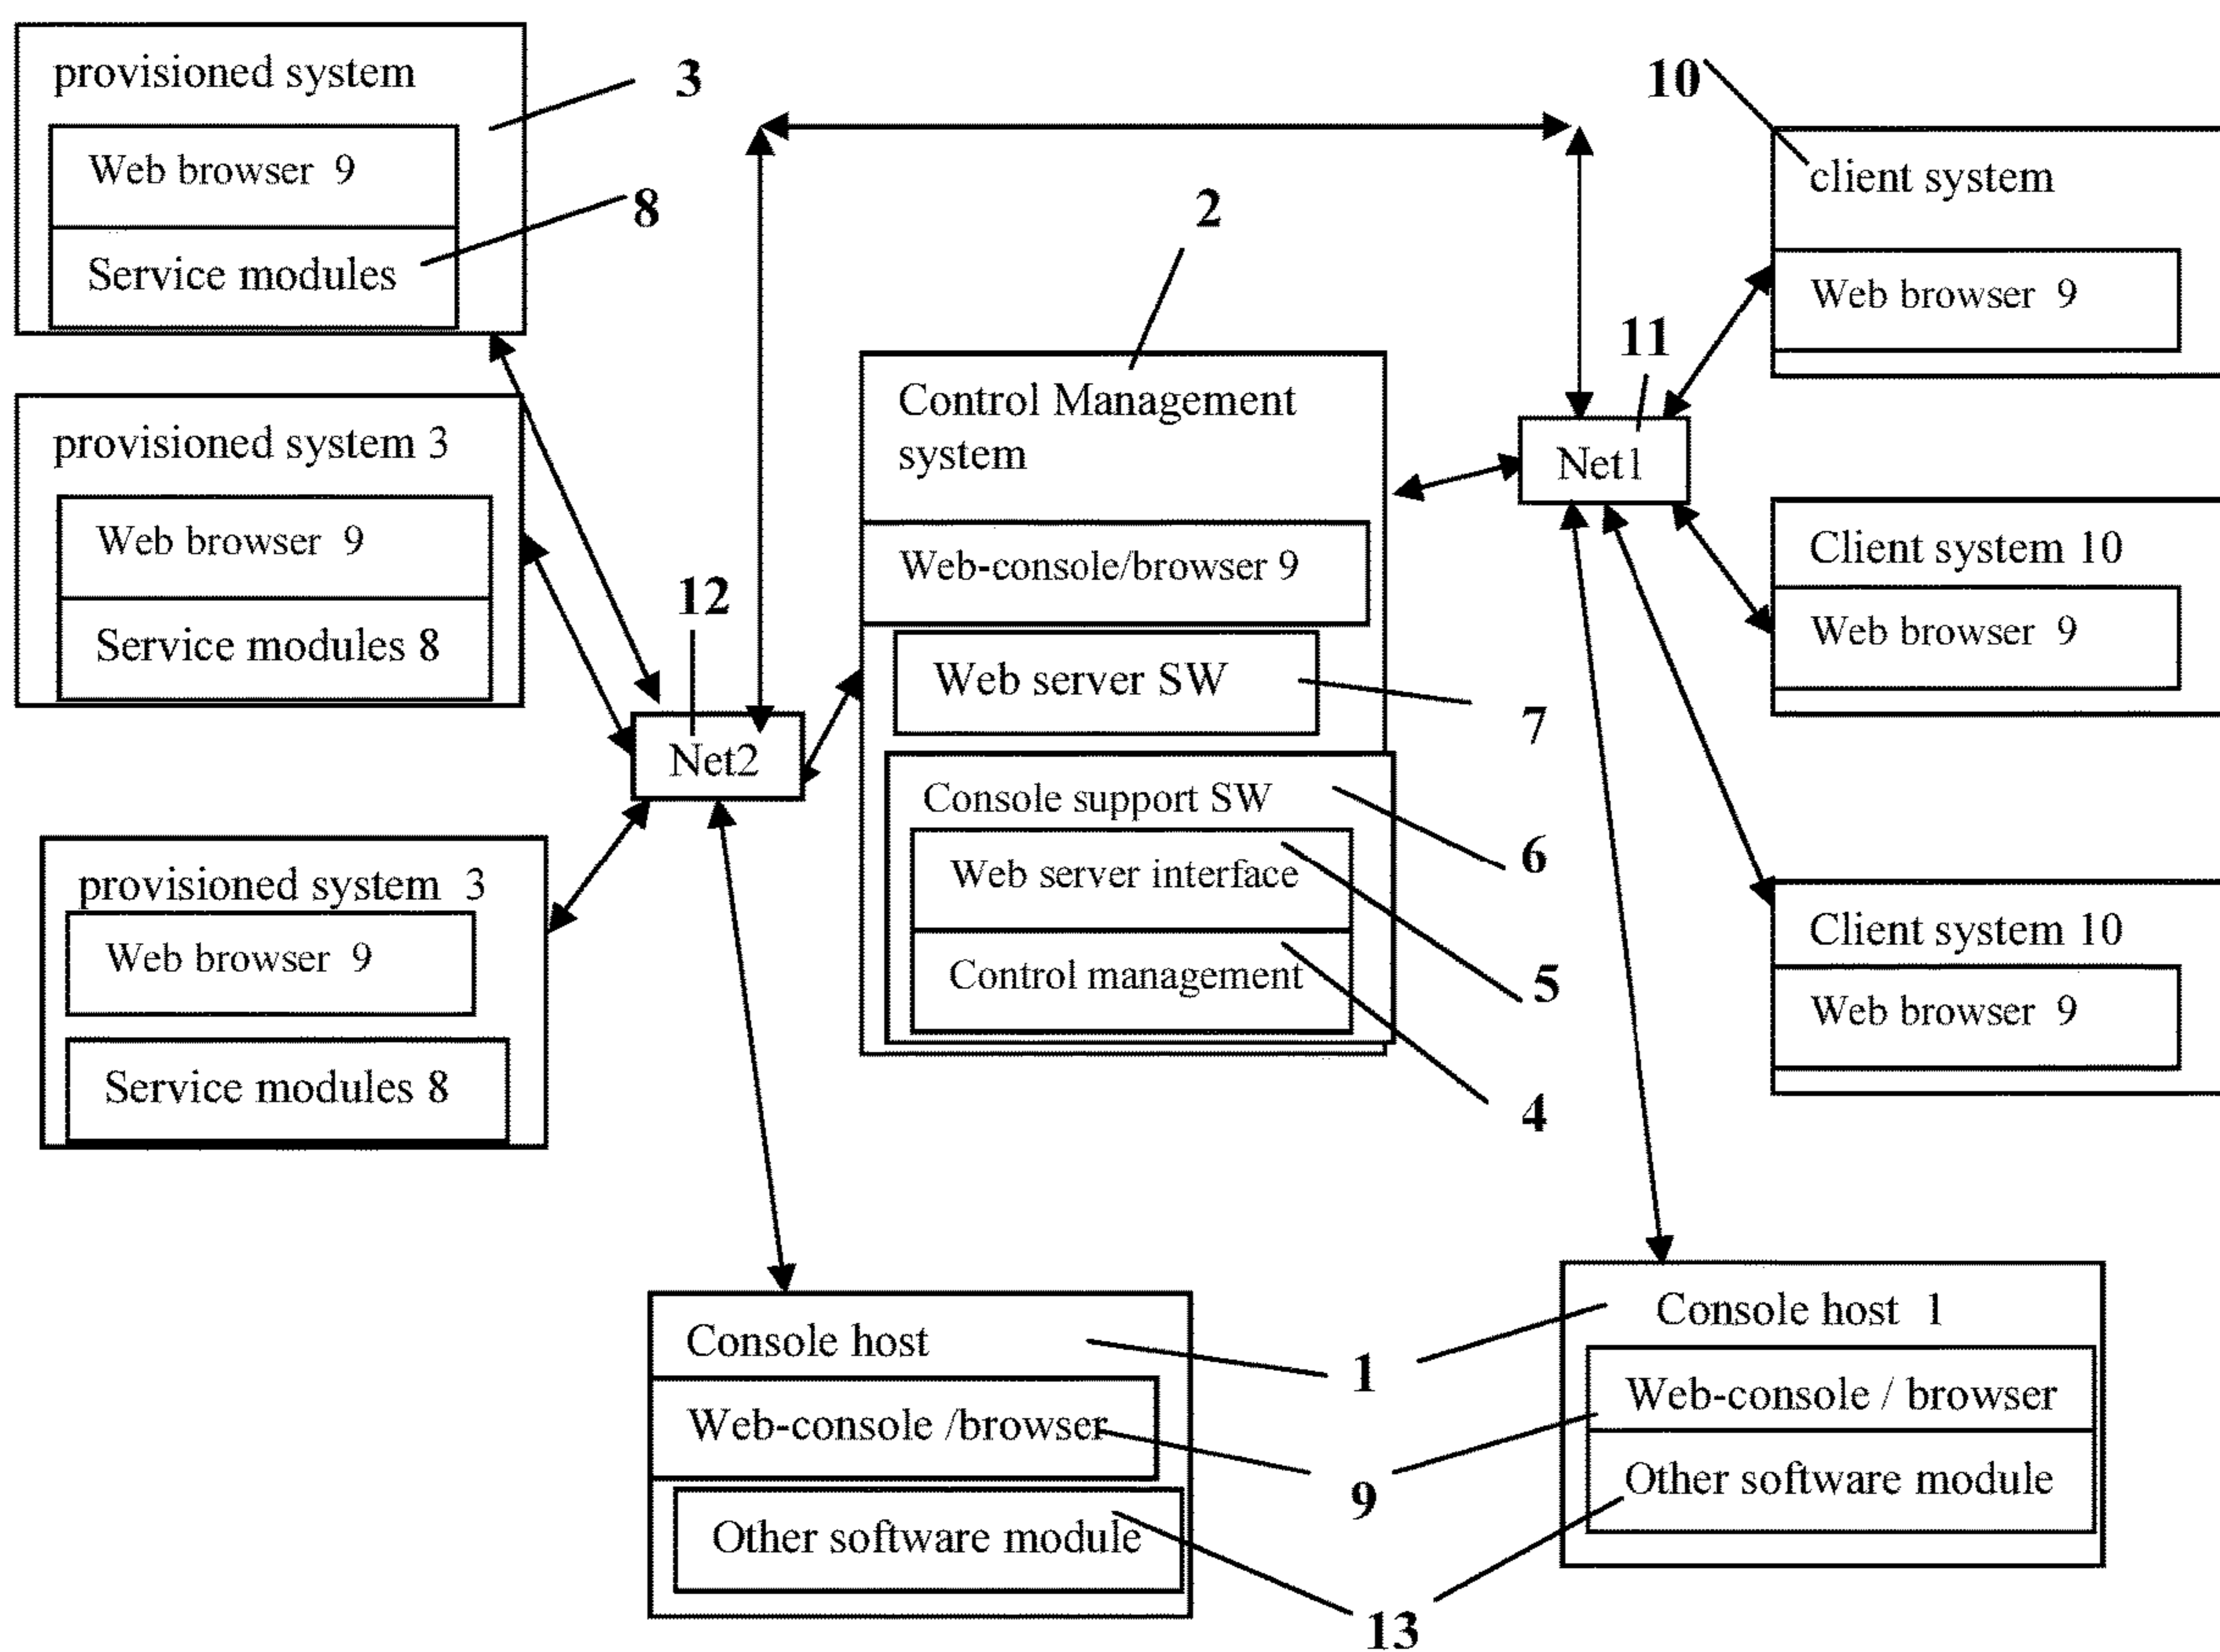 provisioned system
3
Web browser 9
8
Service modules
provisioned system 3
Web browser 9
Service modules 8
provisioned system 3
Web browser 9
Service modules 8
12
Net2
2
Control Management
system
Web-console/browser 9
Web server SW
7
Console support SW
6
Web server interface
5
Control management
4
10
client system
Web browser 9
11
Net1
Client system 10
Web browser 9
Client system 10
Web browser 9
Console host
1
Web-console /browser
9
Other software module
13
Console host 1
Web-console / browser
Other software module